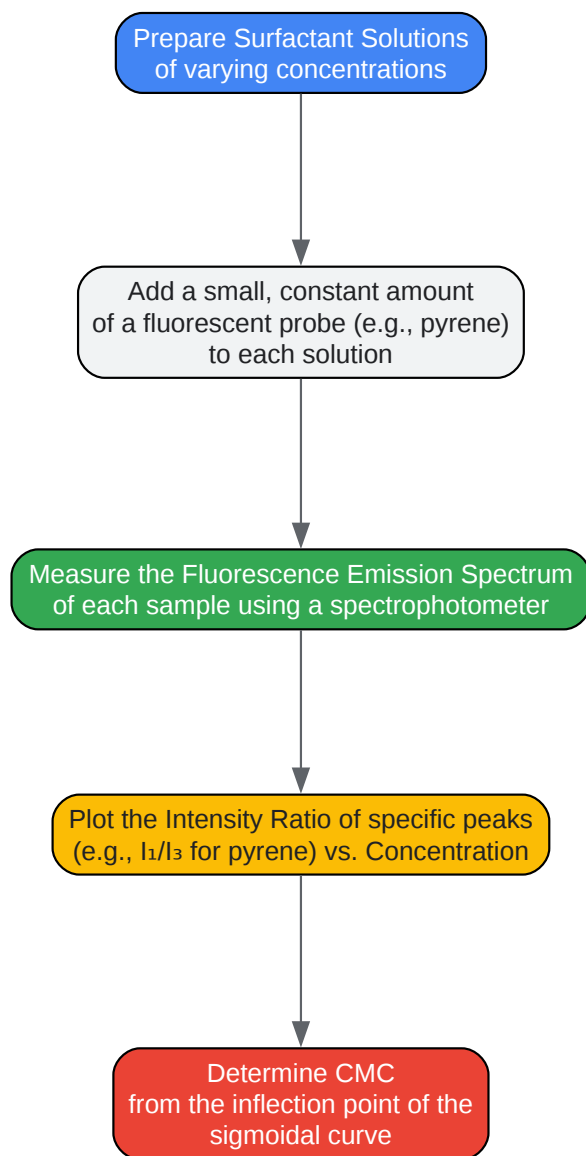 Prepare Surfactant Solutions
of varying concentrations
Add a small, constant amount
of a fluorescent probe (e.g., pyrene)
to each solution
Measure the Fluorescence Emission Spectrum
of each sample using a spectrophotometer
Plot the Intensity Ratio of specific peaks
(e.g., I₁/I₃ for pyrene) vs. Concentration
Determine CMC
from the inflection point of the
sigmoidal curve